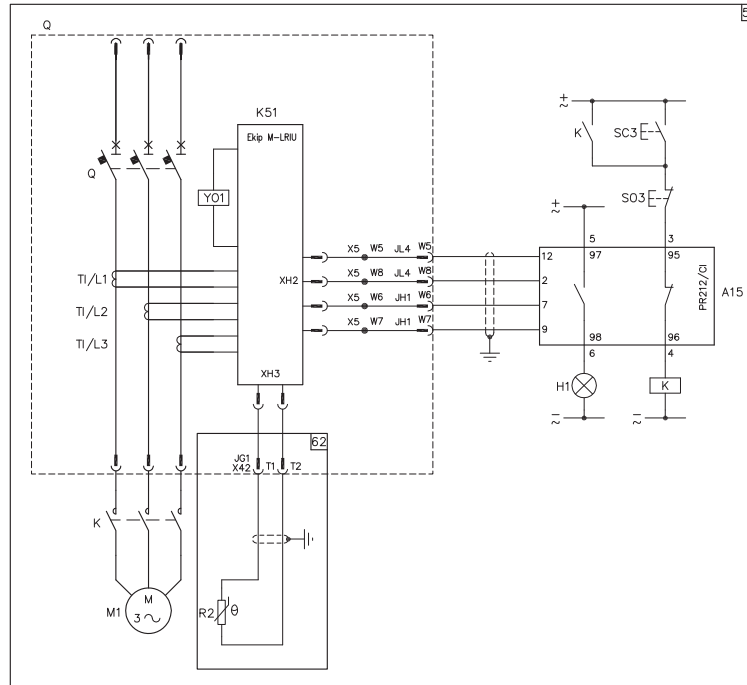 5
Q
K51
Ekip M-LRIU
YO1
Q
TI/L1
TI/L2
TI/L3
XH2
XH3
X5 W5 JL4 W5
X5 W8 JL4 W8
X5 W6 JH1 W6
X5 W7 JH1 W7
12
2
7
9
+
~
K
SC3
SO3
+
~
5
3
97
95
PR212/CI
A15
98
96
6
4
H1
K
–
~
–
~
62
JG1
X42
T1
T2
K
M1
M
3 ~
R2
θ